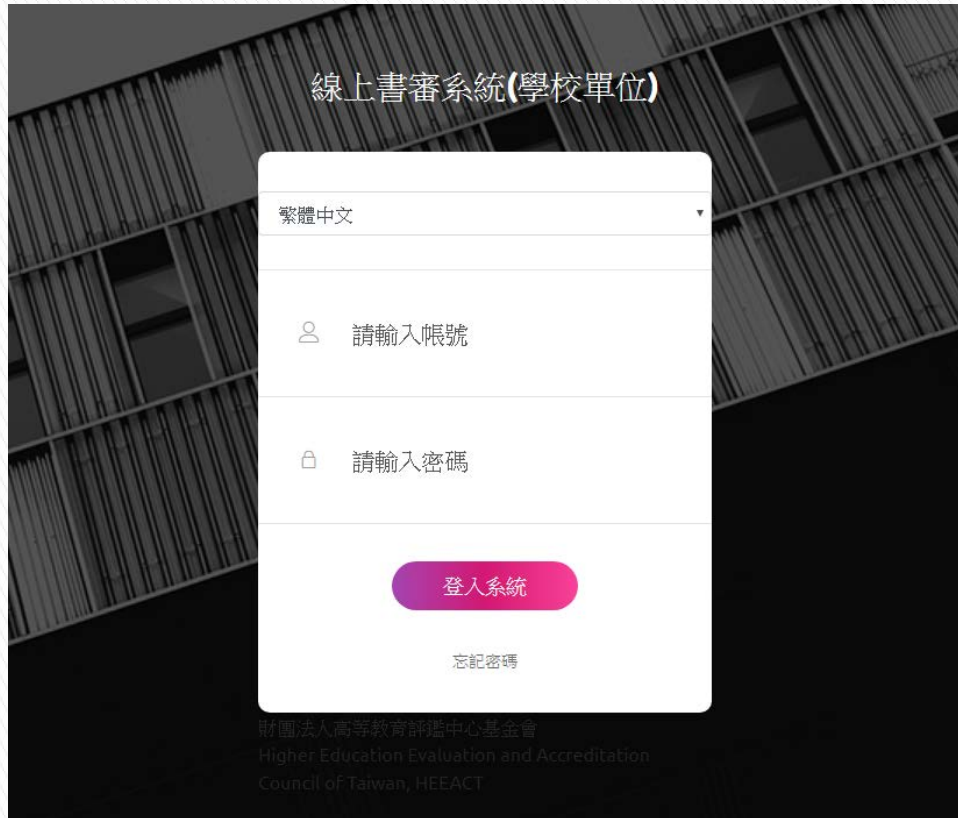 線上書審系統(學校單位)
繁體中文
請輸入帳號
請輸入密碼
登入系統
忘記密碼
財團法人高等教育評鑑中心基金會
Higher Education Evaluation and Accreditation
Council of Taiwan, HEEACT